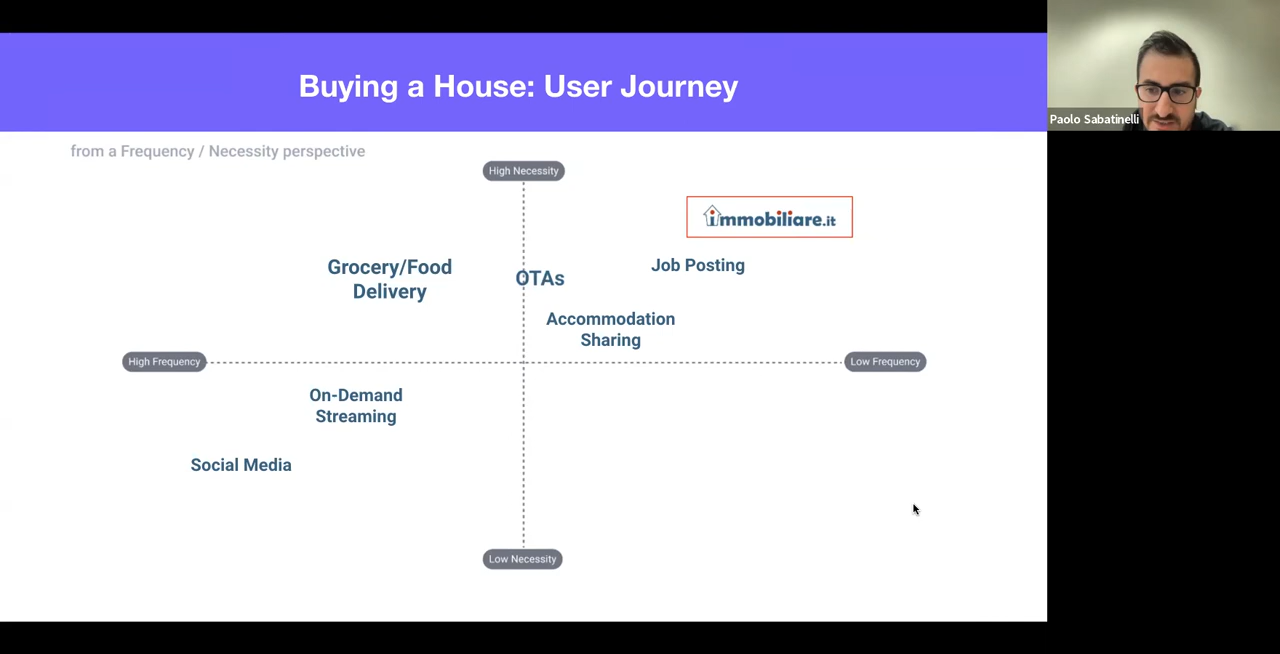 Buying a House: User Journey
Paolo Sabatinelli
from a Frequency / Necessity perspective
High Necessity
immobiliare.it
Grocery/Food
Delivery
OTAs
Job Posting
Accommodation
Sharing
High Frequency
Low Frequency
On-Demand
Streaming
Social Media
Low Necessity